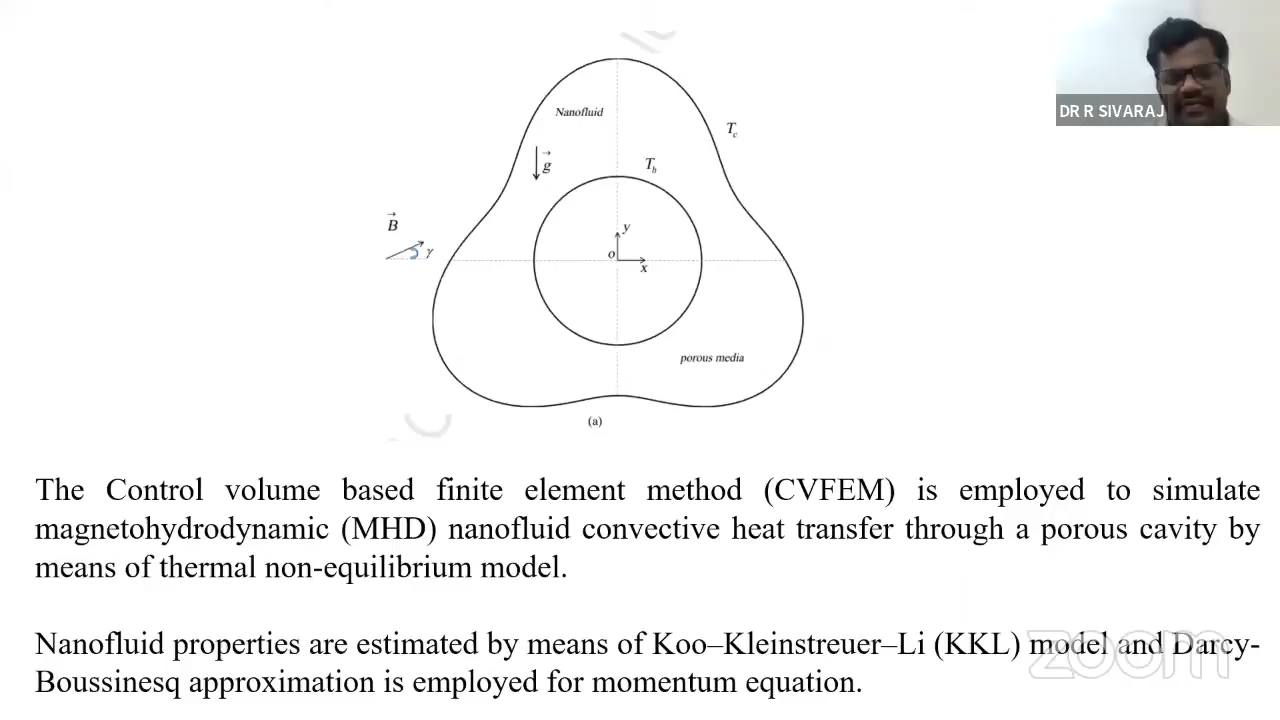 DR R SIVARAJ
Nanofluid
T_c
g
T_h
B
γ
y
o
x
porous media
(a)
The Control volume based finite element method (CVFEM) is employed to simulate
magnetohydrodynamic (MHD) nanofluid convective heat transfer through a porous cavity by
means of thermal non-equilibrium model.
Nanofluid properties are estimated by means of Koo–Kleinstreuer–Li (KKL) model and Darcy-
Boussinesq approximation is employed for momentum equation.
zoom